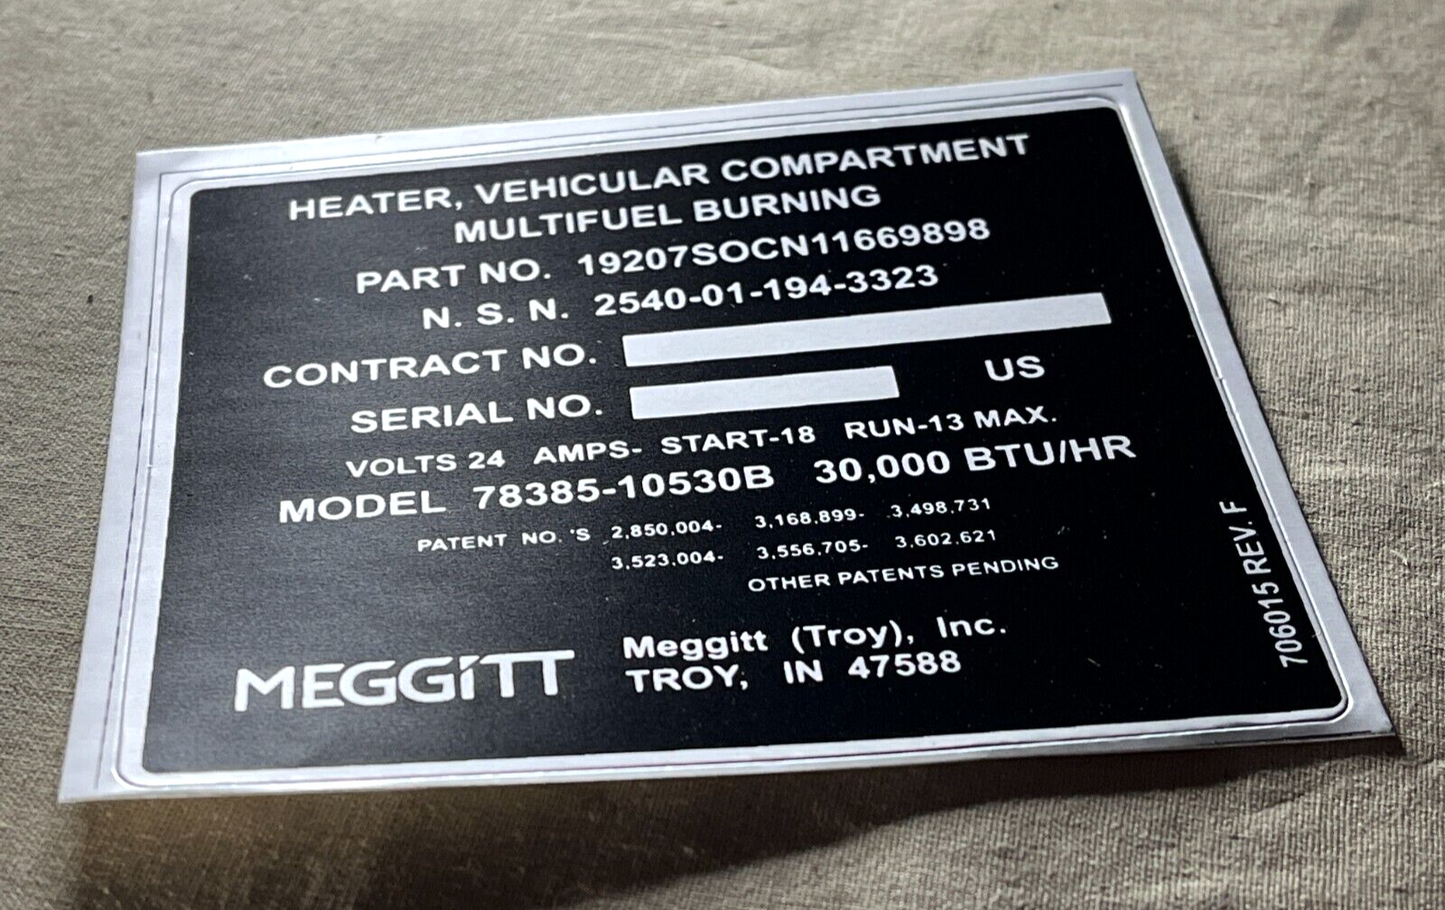 HEATER, VEHICULAR COMPARTMENT
MULTIFUEL BURNING
PART NO. 19207SOCN11669898
N. S. N. 2540-01-194-3323
CONTRACT NO.
SERIAL NO. US
VOLTS 24 AMPS- START-18 RUN-13 MAX.
MODEL 78385-10530B 30,000 BTU/HR
PATENT NO. 'S 2,850,004- 3,168,899- 3,498,731
3,523,004- 3,556,705- 3,602,621
OTHER PATENTS PENDING
MEGGiTT
Meggitt (Troy), Inc.
TROY, IN 47588
706015 REV. F